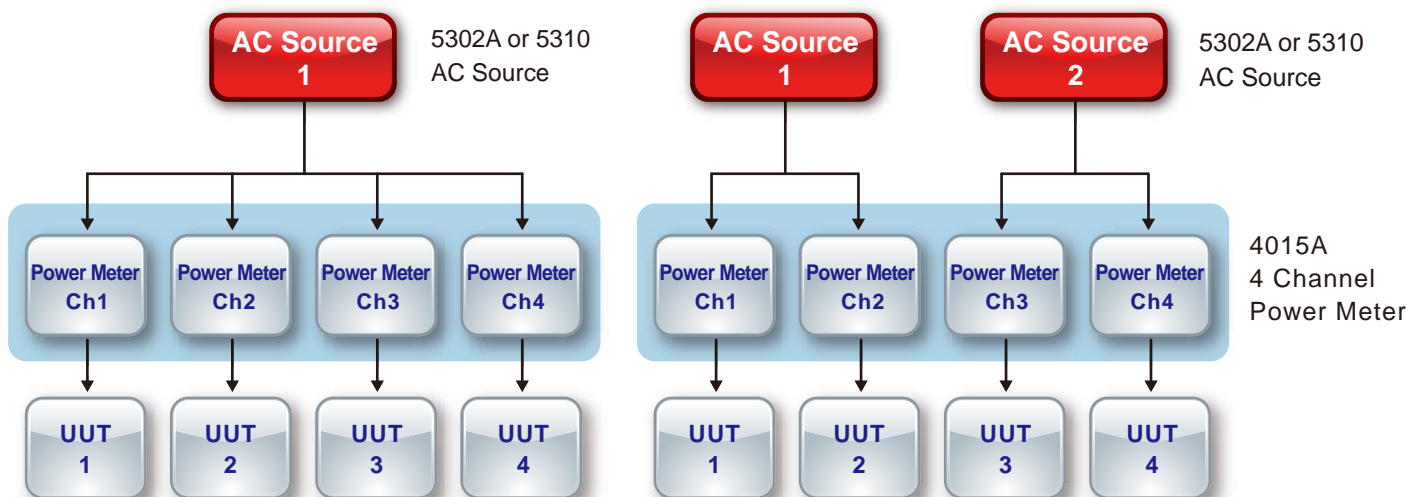 AC Source
1
5302A or 5310
AC Source
AC Source
1
AC Source
2
5302A or 5310
AC Source
Power Meter
Ch1
Power Meter
Ch2
Power Meter
Ch3
Power Meter
Ch4
Power Meter
Ch1
Power Meter
Ch2
Power Meter
Ch3
Power Meter
Ch4
4015A
4 Channel
Power Meter
UUT
1
UUT
2
UUT
3
UUT
4
UUT
1
UUT
2
UUT
3
UUT
4